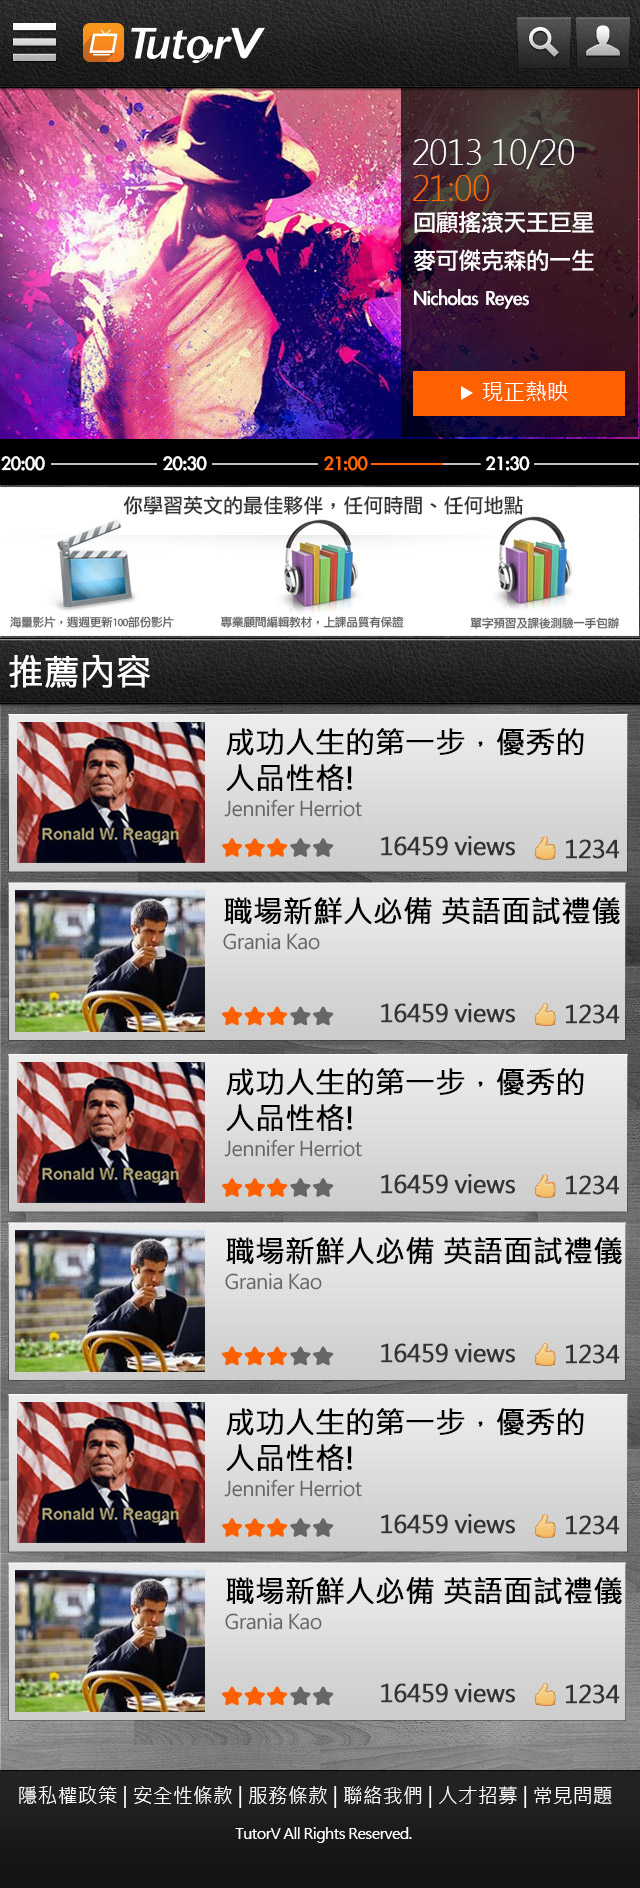 TutorV
2013 10/20
21:00
回顧搖滾天王巨星
麥可傑克森的一生
Nicholas Reyes
現正熱映
20:00 20:30 21:00 21:30
你學習英文的最佳夥伴，任何時間、任何地點
海量影片，週週更新100部份影片 專業顧問編輯教材，上課品質有保證 單字預習及課後測驗一手包辦
推薦內容
成功人生的第一步，優秀的
人品性格!
Jennifer Herriot
Ronald W. Reagan
16459 views 1234
職場新鮮人必備 英語面試禮儀
Grania Kao
16459 views 1234
成功人生的第一步，優秀的
人品性格!
Jennifer Herriot
Ronald W. Reagan
16459 views 1234
職場新鮮人必備 英語面試禮儀
Grania Kao
16459 views 1234
成功人生的第一步，優秀的
人品性格!
Jennifer Herriot
Ronald W. Reagan
16459 views 1234
職場新鮮人必備 英語面試禮儀
Grania Kao
16459 views 1234
隱私權政策 | 安全性條款 | 服務條款 | 聯絡我們 | 人才招募 | 常見問題
TutorV All Rights Reserved.